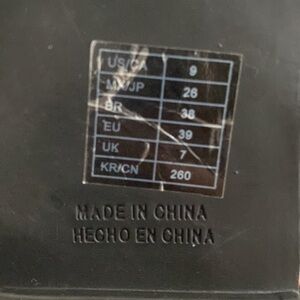 US/CA 9
MX/JP 26
BR 38
EU 39
UK 7
KR/CN 260
MADE IN CHINA
HECHO EN CHINA